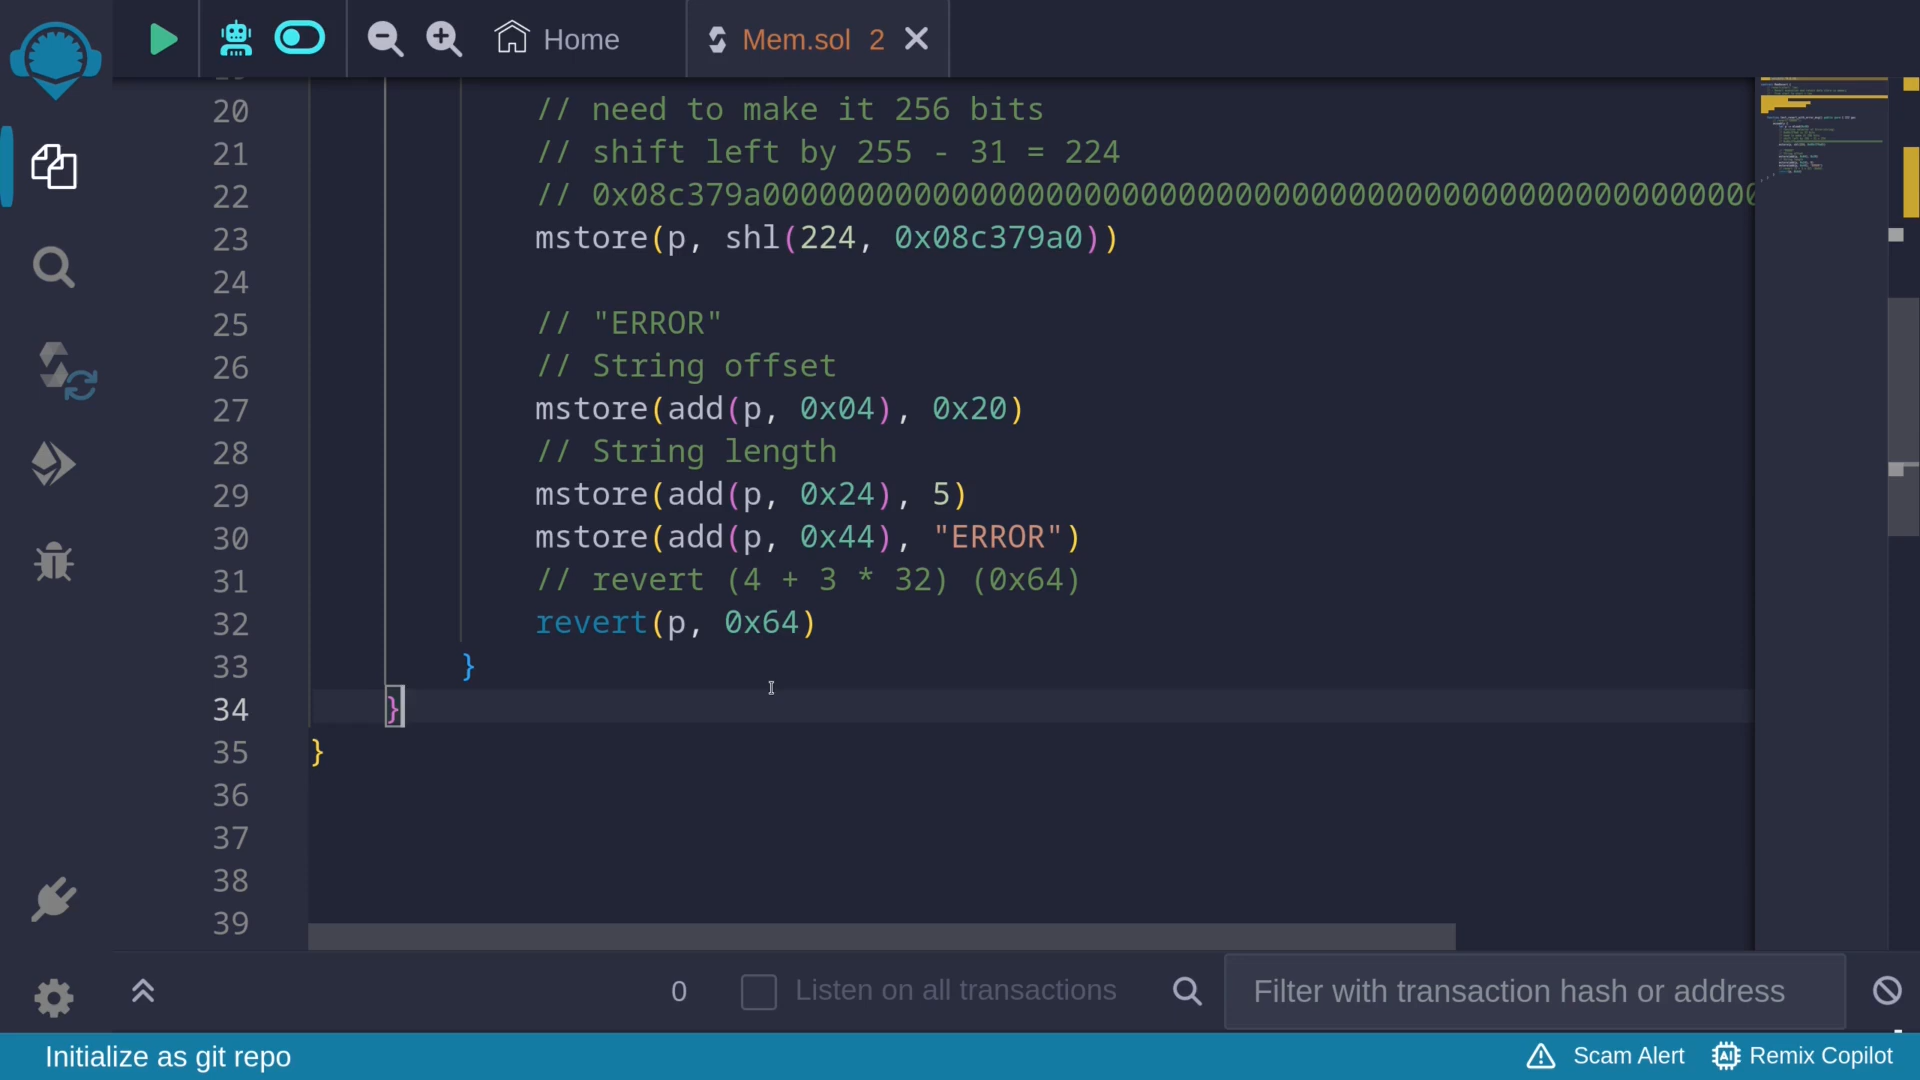 Home
Mem.sol 2
20 // need to make it 256 bits
21 // shift left by 255 - 31 = 224
22
23 mstore(p, shl(224, 0x08c379a0))
24
25 // "ERROR"
26 // String offset
27 mstore(add(p, 0x04), 0x20)
28 // String length
29 mstore(add(p, 0x24), 5)
30 mstore(add(p, 0x44), "ERROR")
31 // revert (4 + 3 * 32) (0x64)
32 revert(p, 0x64)
33 }
34 }
35 }
36
37
38
39
0 Listen on all transactions Filter with transaction hash or address
Initialize as git repo Scam Alert Remix Copilot